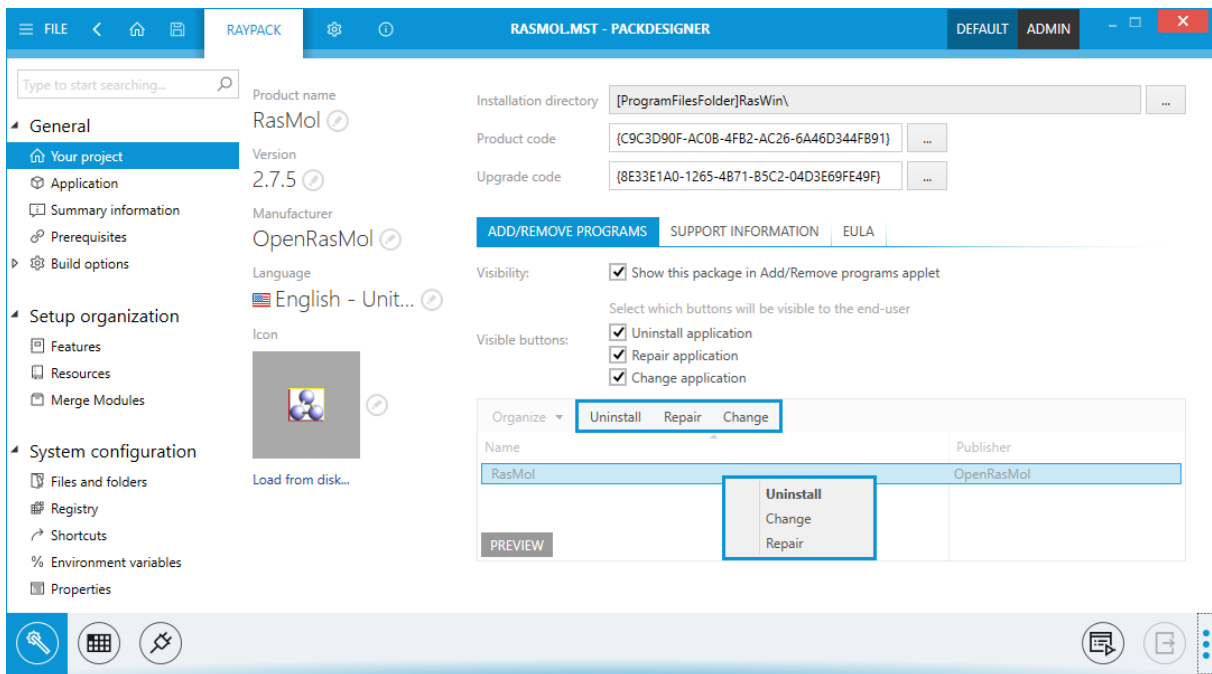 FILE
RAYPACK
RASMOL.MST - PACKDESIGNER
DEFAULT ADMIN
Type to start searching...
General
Your project
Application
Summary information
Prerequisites
Build options
Setup organization
Features
Resources
Merge Modules
System configuration
Files and folders
Registry
Shortcuts
% Environment variables
Properties
Product name
RasMol
Version
2.7.5
Manufacturer
OpenRasMol
Language
English - Unit...
Icon
Load from disk...
Installation directory [ProgramFilesFolder]RasWin\ ...
Product code {C9C3D90F-AC0B-4FB2-AC26-6A46D344FB91} ...
Upgrade code {8E33E1A0-1265-4B71-B5C2-04D3E69FE49F} ...
ADD/REMOVE PROGRAMS SUPPORT INFORMATION EULA
Visibility: Show this package in Add/Remove programs applet
Select which buttons will be visible to the end-user
Visible buttons: Uninstall application
Repair application
Change application
Organize Uninstall Repair Change
Name Publisher
RasMol OpenRasMol
Uninstall
Change
Repair
PREVIEW